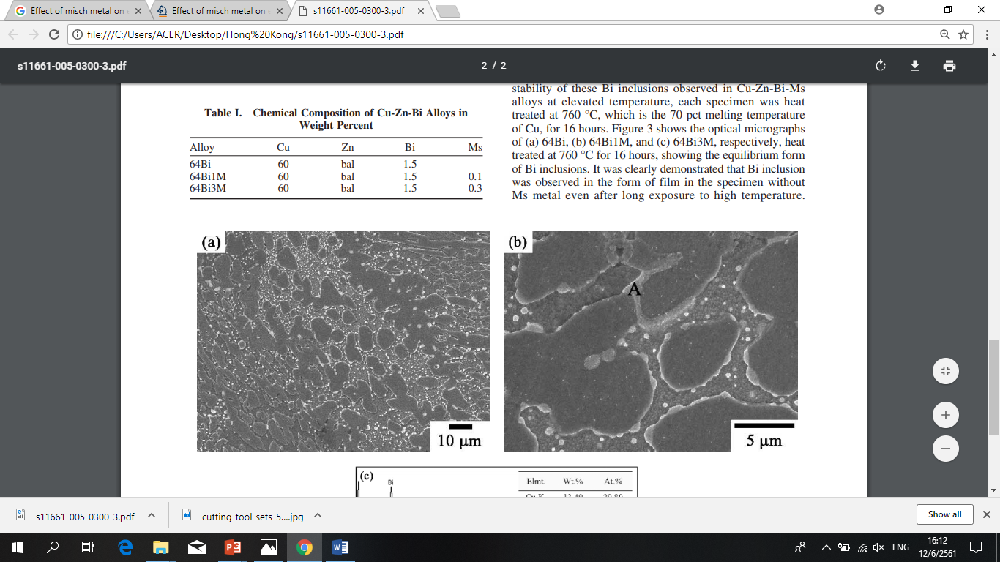 Effect of misch metal on
Effect of misch metal on
s11661-005-0300-3.pdf
file:///C:/Users/ACER/Desktop/Hong%20Kong/s11661-005-0300-3.pdf
s11661-005-0300-3.pdf
2 / 2
Table I. Chemical Composition of Cu-Zn-Bi Alloys in
Weight Percent
Alloy Cu Zn Bi Ms
64Bi 60 bal 1.5 —
64Bi1M 60 bal 1.5 0.1
64Bi3M 60 bal 1.5 0.3
stability of these Bi inclusions observed in Cu-Zn-Bi-Ms
alloys at elevated temperature, each specimen was heat
treated at 760 °C, which is the 70 pct melting temperature
of Cu, for 16 hours. Figure 3 shows the optical micrographs
of (a) 64Bi, (b) 64Bi1M, and (c) 64Bi3M, respectively, heat
treated at 760 °C for 16 hours, showing the equilibrium form
of Bi inclusions. It was clearly demonstrated that Bi inclusion
was observed in the form of film in the specimen without
Ms metal even after long exposure to high temperature.
(a)
10 μm
(b)
A
5 μm
(c)
Bi
Elmt. Wt.% At.%
s11661-005-0300-3.pdf
cutting-tool-sets-5....jpg
Show all
ENG
16:12
12/6/2561